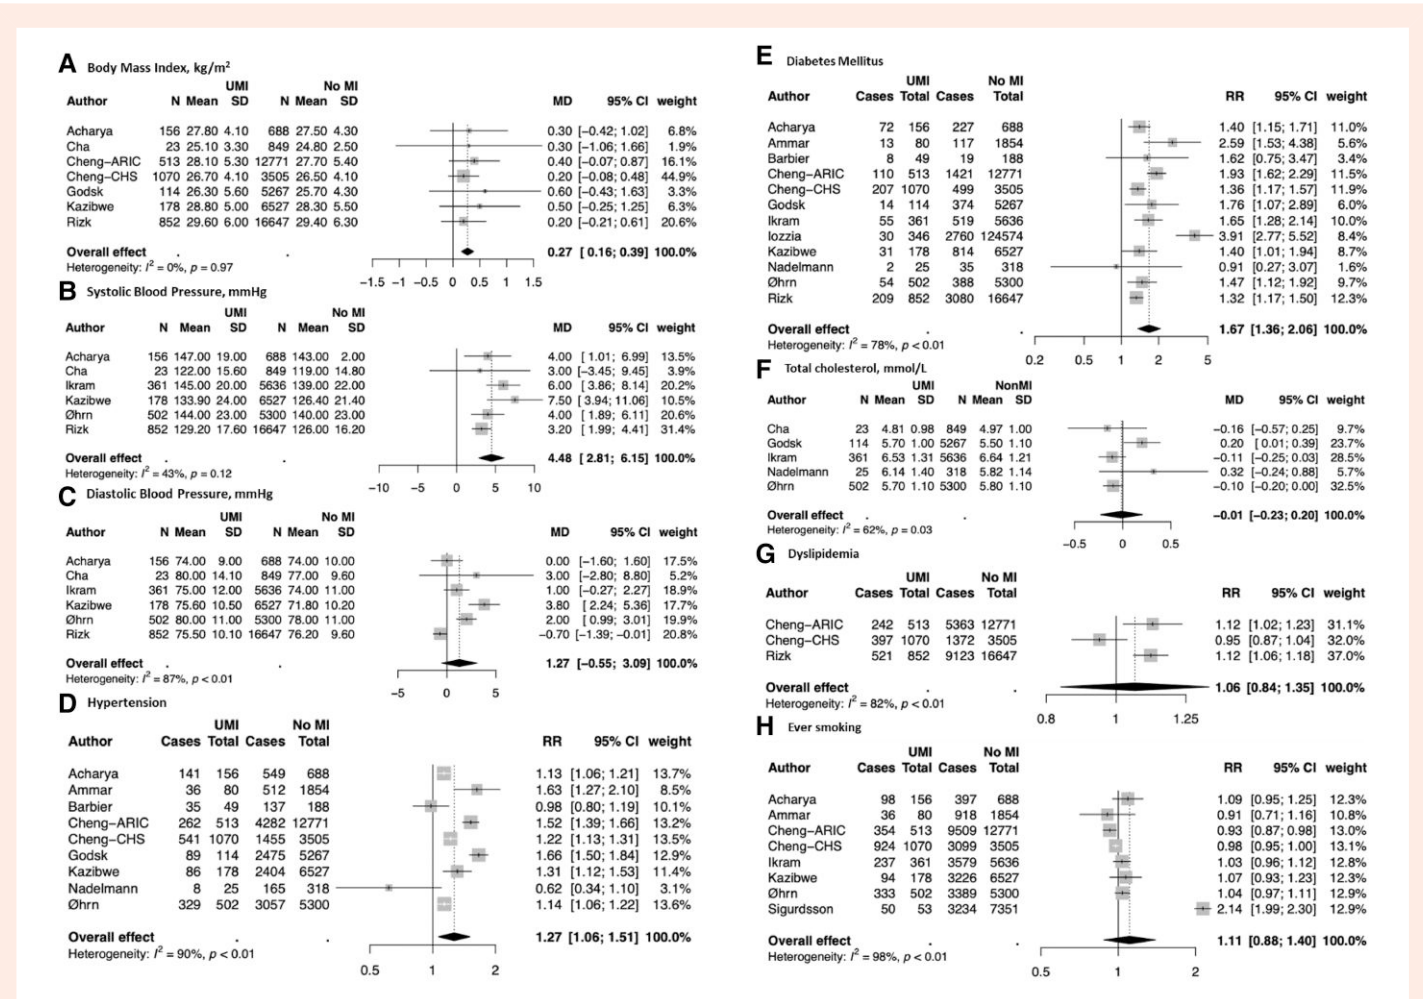 A Body Mass Index, kg/m²
UMI No MI
Author N Mean SD N Mean SD MD 95% CI weight
Acharya 156 27.80 4.10 688 27.50 4.30 0.30 [−0.42; 1.02] 6.8%
Cha 23 25.10 3.30 849 24.80 2.50 0.30 [−1.06; 1.66] 1.9%
Cheng−ARIC 513 28.10 5.30 12771 27.70 5.40 0.40 [−0.07; 0.87] 16.1%
Cheng−CHS 1070 26.70 4.10 3505 26.50 4.10 0.20 [−0.08; 0.48] 44.9%
Godsk 114 26.30 5.60 5267 25.70 4.30 0.60 [−0.43; 1.63] 3.3%
Kazibwe 178 28.80 5.00 6527 28.30 5.50 0.50 [−0.25; 1.25] 6.3%
Rizk 852 29.60 6.00 16647 29.40 6.30 0.20 [−0.21; 0.61] 20.6%
Overall effect . . 0.27 [ 0.16; 0.39] 100.0%
Heterogeneity: I² = 0%, p = 0.97
−1.5 −1 −0.5 0 0.5 1 1.5
B Systolic Blood Pressure, mmHg
UMI No MI
Author N Mean SD N Mean SD MD 95% CI weight
Acharya 156 147.00 19.00 688 143.00 2.00 4.00 [ 1.01; 6.99] 13.5%
Cha 23 122.00 15.60 849 119.00 14.80 3.00 [−3.45; 9.45] 3.9%
Ikram 361 145.00 20.00 5636 139.00 22.00 6.00 [ 3.86; 8.14] 20.2%
Kazibwe 178 133.90 24.00 6527 126.40 21.40 7.50 [ 3.94; 11.06] 10.5%
Øhrn 502 144.00 23.00 5300 140.00 23.00 4.00 [ 1.89; 6.11] 20.6%
Rizk 852 129.20 17.60 16647 126.00 16.20 3.20 [ 1.99; 4.41] 31.4%
Overall effect . . 4.48 [ 2.81; 6.15] 100.0%
Heterogeneity: I² = 43%, p = 0.12
−10 −5 0 5 10
C Diastolic Blood Pressure, mmHg
UMI No MI
Author N Mean SD N Mean SD MD 95% CI weight
Acharya 156 74.00 9.00 688 74.00 10.00 0.00 [−1.60; 1.60] 17.5%
Cha 23 80.00 14.10 849 77.00 9.60 3.00 [−2.80; 8.80] 5.2%
Ikram 361 75.00 12.00 5636 74.00 11.00 1.00 [−0.27; 2.27] 18.9%
Kazibwe 178 75.60 10.50 6527 71.80 10.20 3.80 [ 2.24; 5.36] 17.7%
Øhrn 502 80.00 11.00 5300 78.00 11.00 2.00 [ 0.99; 3.01] 19.9%
Rizk 852 75.50 10.10 16647 76.20 9.60 −0.70 [−1.39; −0.01] 20.8%
Overall effect . . 1.27 [−0.55; 3.09] 100.0%
Heterogeneity: I² = 87%, p < 0.01
−5 0 5
D Hypertension
UMI No MI
Author Cases Total Cases Total RR 95% CI weight
Acharya 141 156 549 688 1.13 [1.06; 1.21] 13.7%
Ammar 36 80 512 1854 1.63 [1.27; 2.10] 8.5%
Barbier 35 49 137 188 0.98 [0.80; 1.19] 10.1%
Cheng−ARIC 262 513 4282 12771 1.52 [1.39; 1.66] 13.2%
Cheng−CHS 541 1070 1455 3505 1.22 [1.13; 1.31] 13.5%
Godsk 89 114 2475 5267 1.66 [1.50; 1.84] 12.9%
Kazibwe 86 178 2404 6527 1.31 [1.12; 1.53] 11.4%
Nadelmann 8 25 165 318 0.62 [0.34; 1.10] 3.1%
Øhrn 329 502 3057 5300 1.14 [1.06; 1.22] 13.6%
Overall effect . . 1.27 [1.06; 1.51] 100.0%
Heterogeneity: I² = 90%, p < 0.01
0.5 1 2
E Diabetes Mellitus
UMI No MI
Author Cases Total Cases Total RR 95% CI weight
Acharya 72 156 227 688 1.40 [1.15; 1.71] 11.0%
Ammar 13 80 117 1854 2.59 [1.53; 4.38] 5.6%
Barbier 8 49 19 188 1.62 [0.75; 3.47] 3.4%
Cheng−ARIC 110 513 1421 12771 1.93 [1.62; 2.29] 11.5%
Cheng−CHS 207 1070 499 3505 1.36 [1.17; 1.57] 11.9%
Godsk 14 114 374 5267 1.76 [1.07; 2.89] 6.0%
Ikram 55 361 519 5636 1.65 [1.28; 2.14] 10.0%
Iozzia 30 346 2760 124574 3.91 [2.77; 5.52] 8.4%
Kazibwe 31 178 814 6527 1.40 [1.01; 1.94] 8.7%
Nadelmann 2 25 35 318 0.91 [0.27; 3.07] 1.6%
Øhrn 54 502 388 5300 1.47 [1.12; 1.92] 9.7%
Rizk 209 852 3080 16647 1.32 [1.17; 1.50] 12.3%
Overall effect . . 1.67 [1.36; 2.06] 100.0%
Heterogeneity: I² = 78%, p < 0.01
0.2 0.5 1 2 5
F Total cholesterol, mmol/L
UMI NonMI
Author N Mean SD N Mean SD MD 95% CI weight
Cha 23 4.81 0.98 849 4.97 1.00 −0.16 [−0.57; 0.25] 9.7%
Godsk 114 5.70 1.00 5267 5.50 1.10 0.20 [ 0.01; 0.39] 23.7%
Ikram 361 6.53 1.31 5636 6.64 1.21 −0.11 [−0.25; 0.03] 28.5%
Nadelmann 25 6.14 1.40 318 5.82 1.14 0.32 [−0.24; 0.88] 5.7%
Øhrn 502 5.70 1.10 5300 5.80 1.10 −0.10 [−0.20; 0.00] 32.5%
Overall effect . . −0.01 [−0.23; 0.20] 100.0%
Heterogeneity: I² = 62%, p = 0.03
−0.5 0 0.5
G Dyslipidemia
UMI No MI
Author Cases Total Cases Total RR 95% CI weight
Cheng−ARIC 242 513 5363 12771 1.12 [1.02; 1.23] 31.1%
Cheng−CHS 397 1070 1372 3505 0.95 [0.87; 1.04] 32.0%
Rizk 521 852 9123 16647 1.12 [1.06; 1.18] 37.0%
Overall effect . . 1.06 [0.84; 1.35] 100.0%
Heterogeneity: I² = 82%, p < 0.01
0.8 1 1.25
H Ever smoking
UMI No MI
Author Cases Total Cases Total RR 95% CI weight
Acharya 98 156 397 688 1.09 [0.95; 1.25] 12.3%
Ammar 36 80 918 1854 0.91 [0.71; 1.16] 10.8%
Cheng−ARIC 354 513 9509 12771 0.93 [0.87; 0.98] 13.0%
Cheng−CHS 924 1070 3099 3505 0.98 [0.95; 1.00] 13.1%
Ikram 237 361 3579 5636 1.03 [0.96; 1.12] 12.8%
Kazibwe 94 178 3226 6527 1.07 [0.93; 1.23] 12.2%
Øhrn 333 502 3389 5300 1.04 [0.97; 1.11] 12.9%
Sigurdsson 50 53 3234 7351 2.14 [1.99; 2.30] 12.9%
Overall effect . . 1.11 [0.88; 1.40] 100.0%
Heterogeneity: I² = 98%, p < 0.01
0.5 1 2